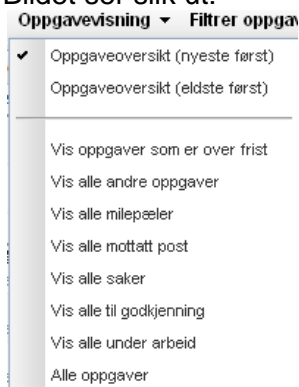 Bildet ser slik ut:
Oppgavevisning Filtrer oppgav
Oppgaveoversikt (nyeste først)
Oppgaveoversikt (eldste først)
Vis oppgaver som er over frist
Vis alle andre oppgaver
Vis alle milepæler
Vis alle mottatt post
Vis alle saker
Vis alle til godkjenning
Vis alle under arbeid
Alle oppgaver